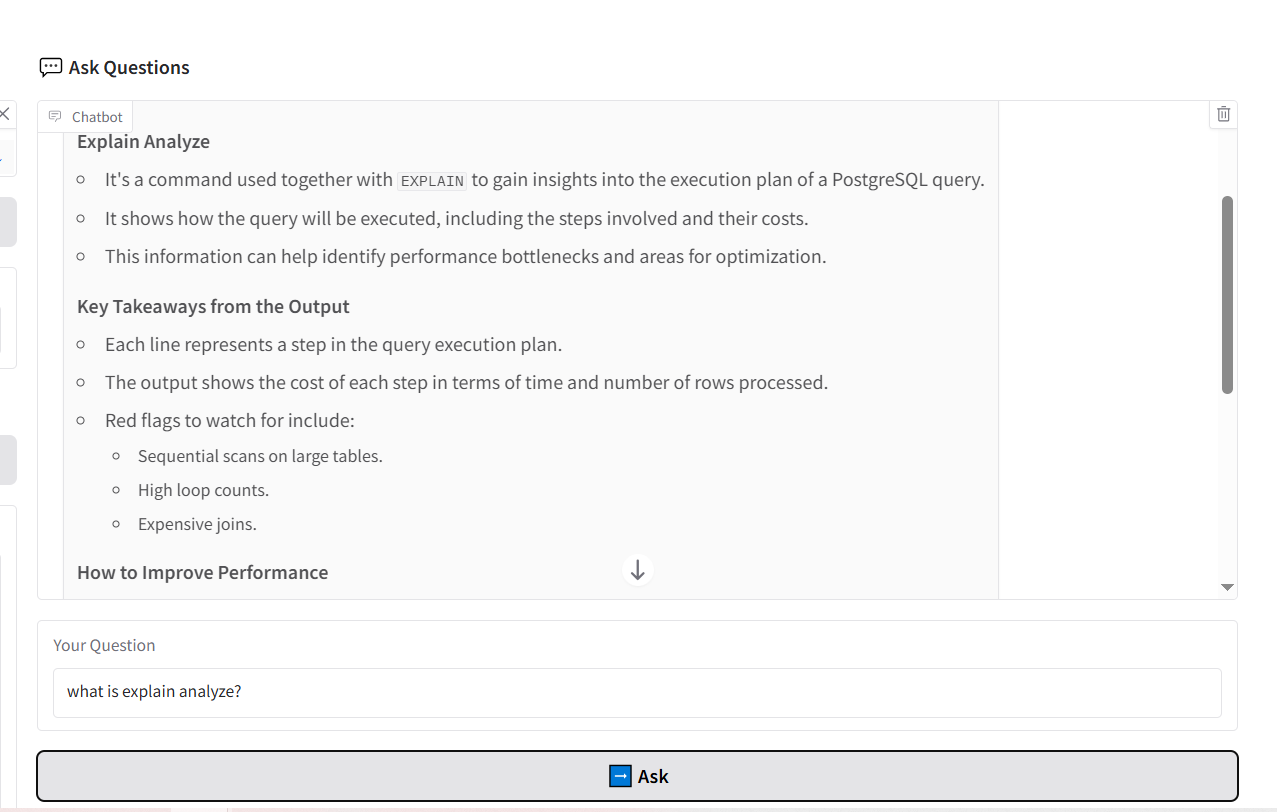 💬 Ask Questions
Chatbot
Explain Analyze
It's a command used together with EXPLAIN to gain insights into the execution plan of a PostgreSQL query.
It shows how the query will be executed, including the steps involved and their costs.
This information can help identify performance bottlenecks and areas for optimization.
Key Takeaways from the Output
Each line represents a step in the query execution plan.
The output shows the cost of each step in terms of time and number of rows processed.
Red flags to watch for include:
Sequential scans on large tables.
High loop counts.
Expensive joins.
How to Improve Performance
Your Question
what is explain analyze?
➡️ Ask